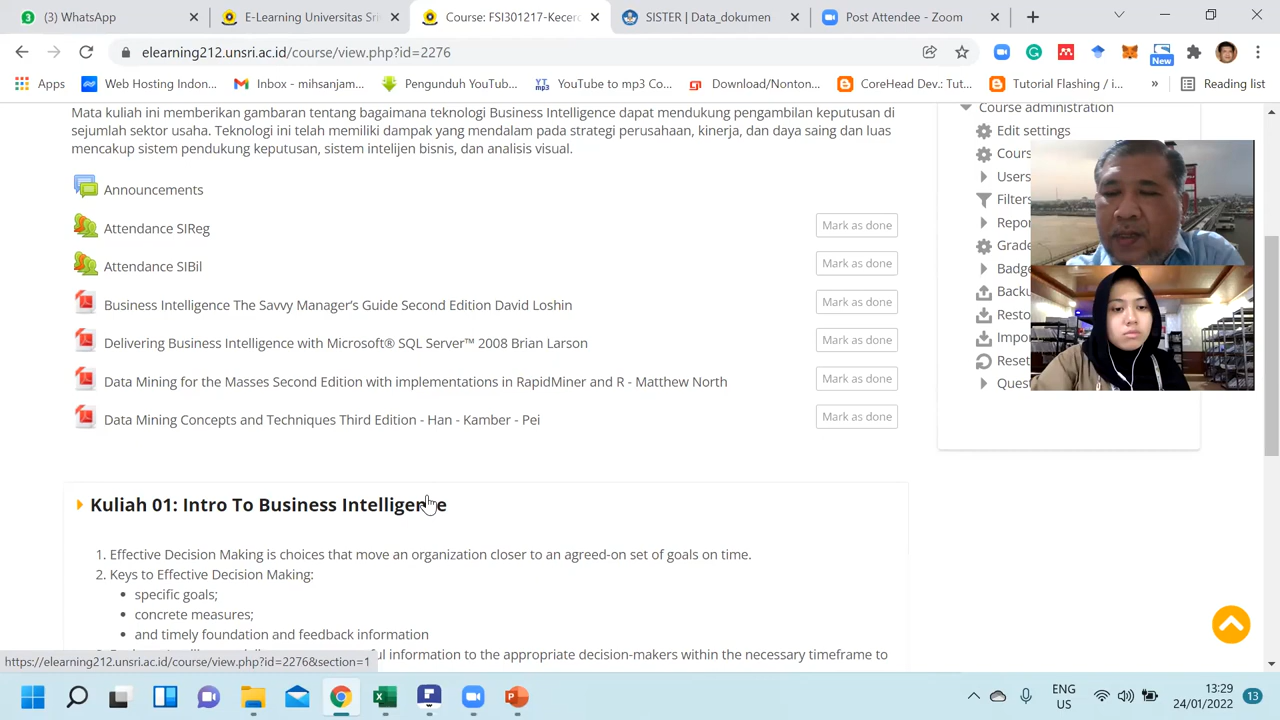 3 (3) WhatsApp
E-Learning Universitas Sri
Course: FSI301217-Kecerd
SISTER | Data_dokumen
Post Attendee - Zoom
elearning212.unsri.ac.id/course/view.php?id=2276
New
Apps
Web Hosting Indon...
Inbox - mihsanjam...
Pengunduh YouTub...
YouTube to mp3 Co...
Download/Nonton...
CoreHead Dev.: Tut...
Tutorial Flashing / i...
»
Reading list
Mata kuliah ini memberikan gambaran tentang bagaimana teknologi Business Intelligence dapat mendukung pengambilan keputusan di
sejumlah sektor usaha. Teknologi ini telah memiliki dampak yang mendalam pada strategi perusahaan, kinerja, dan daya saing dan luas
mencakup sistem pendukung keputusan, sistem intelijen bisnis, dan analisis visual.
Announcements
Attendance SIReg
Mark as done
Attendance SIBil
Mark as done
Business Intelligence The Savvy Manager's Guide Second Edition David Loshin
Mark as done
Delivering Business Intelligence with Microsoft® SQL Server™ 2008 Brian Larson
Mark as done
Data Mining for the Masses Second Edition with implementations in RapidMiner and R - Matthew North
Mark as done
Data Mining Concepts and Techniques Third Edition - Han - Kamber - Pei
Mark as done
Kuliah 01: Intro To Business Intelligence
1. Effective Decision Making is choices that move an organization closer to an agreed-on set of goals on time.
2. Keys to Effective Decision Making:
• specific goals;
• concrete measures;
• and timely foundation and feedback information
ful information to the appropriate decision-makers within the necessary timeframe to
https://elearning212.unsri.ac.id/course/view.php?id=2276&section=1
Course administration
Edit settings
Cours
Users
Filters
Repor
Grade
Badge
Backu
Resto
Impor
Reset
Quest
ENG
US
13:29
24/01/2022
13